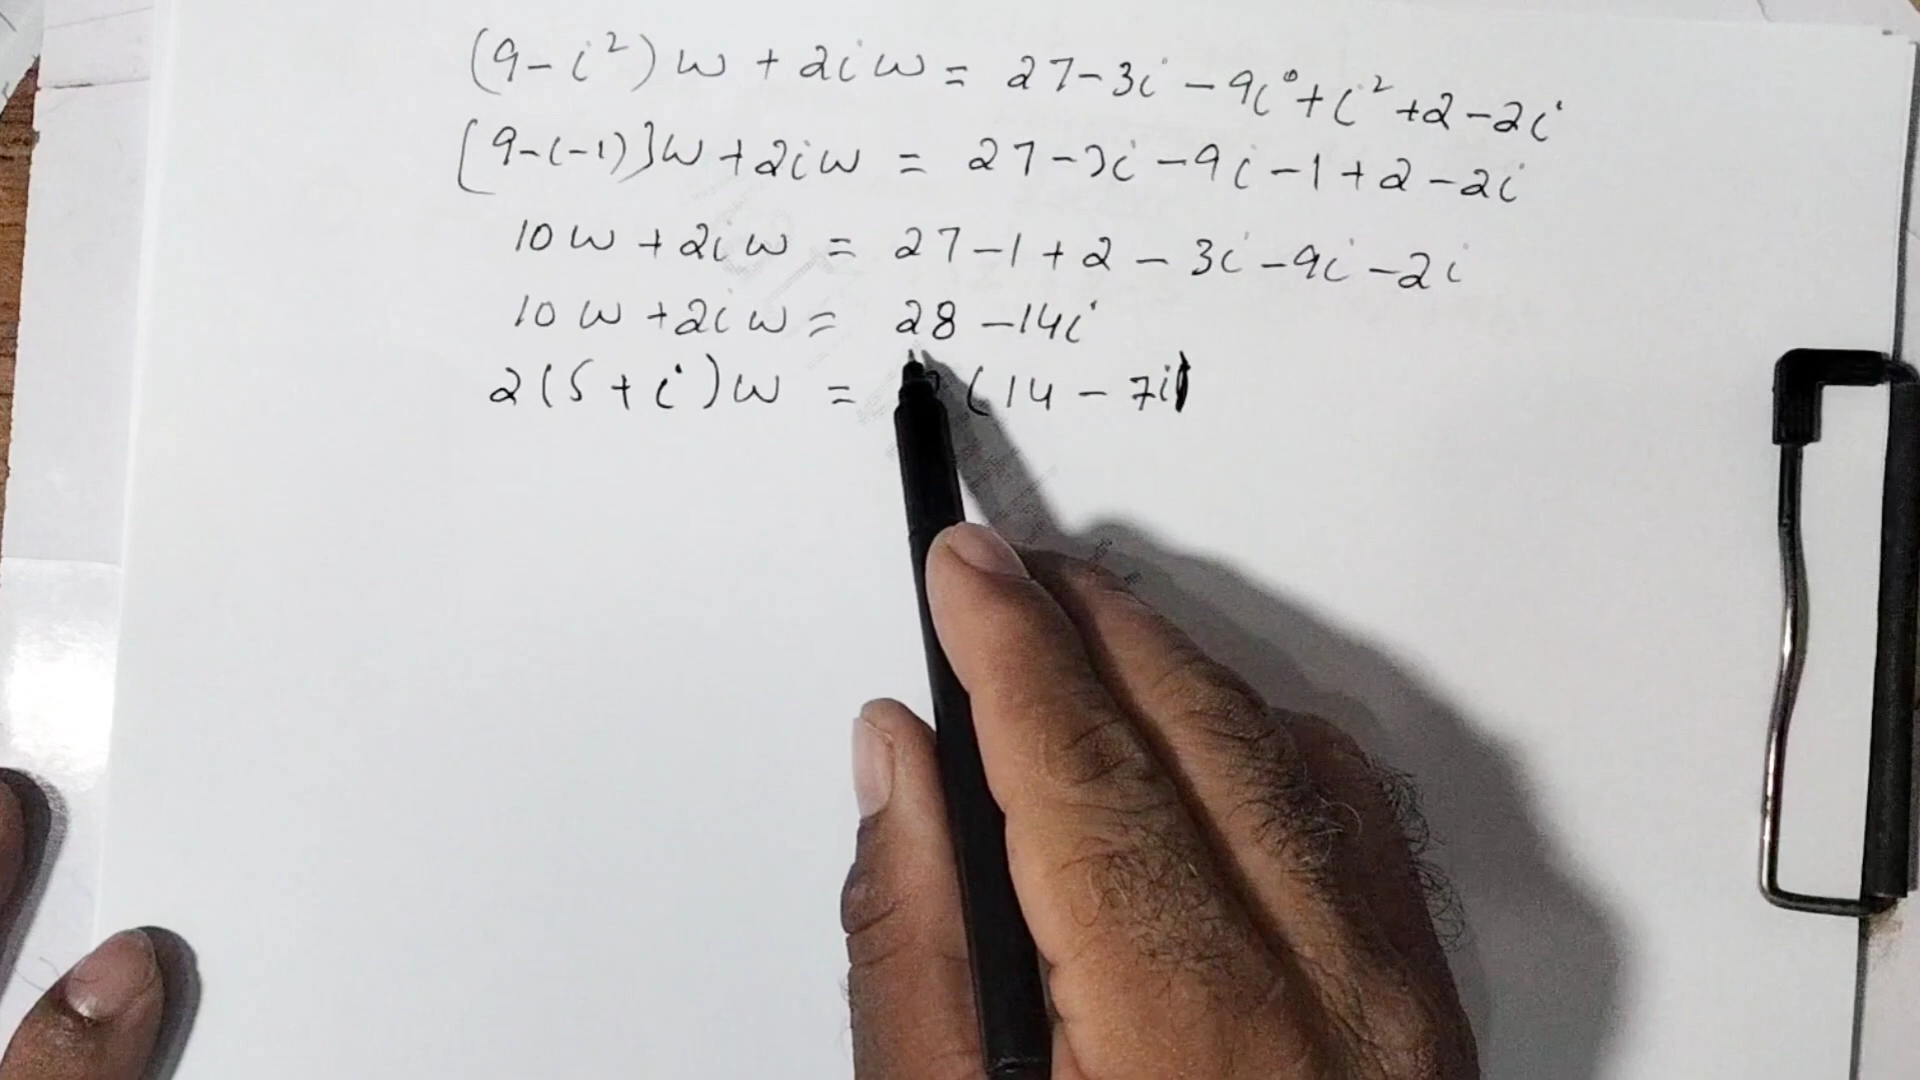 (9-i²)w + 2iw = 27-3i - 9i + i² + 2 - 2i
[9-(-1)]w + 2iw = 27-3i - 9i - 1 + 2 - 2i
10w + 2iw = 27 - 1 + 2 - 3i - 9i - 2i
10w + 2iw = 28 - 14i
2(5 + i)w = (14 - 7i)